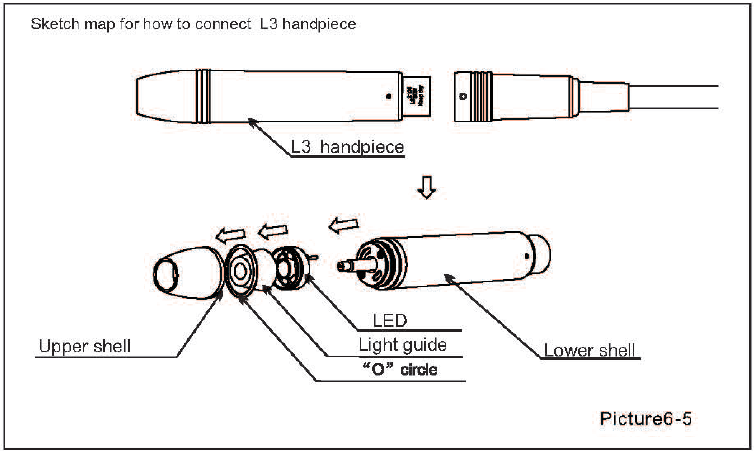 Sketch map for how to connect L3 handpiece
L3 handpiece
LED
Upper shell
Light guide
Lower shell
“O” circle
Picture6-5